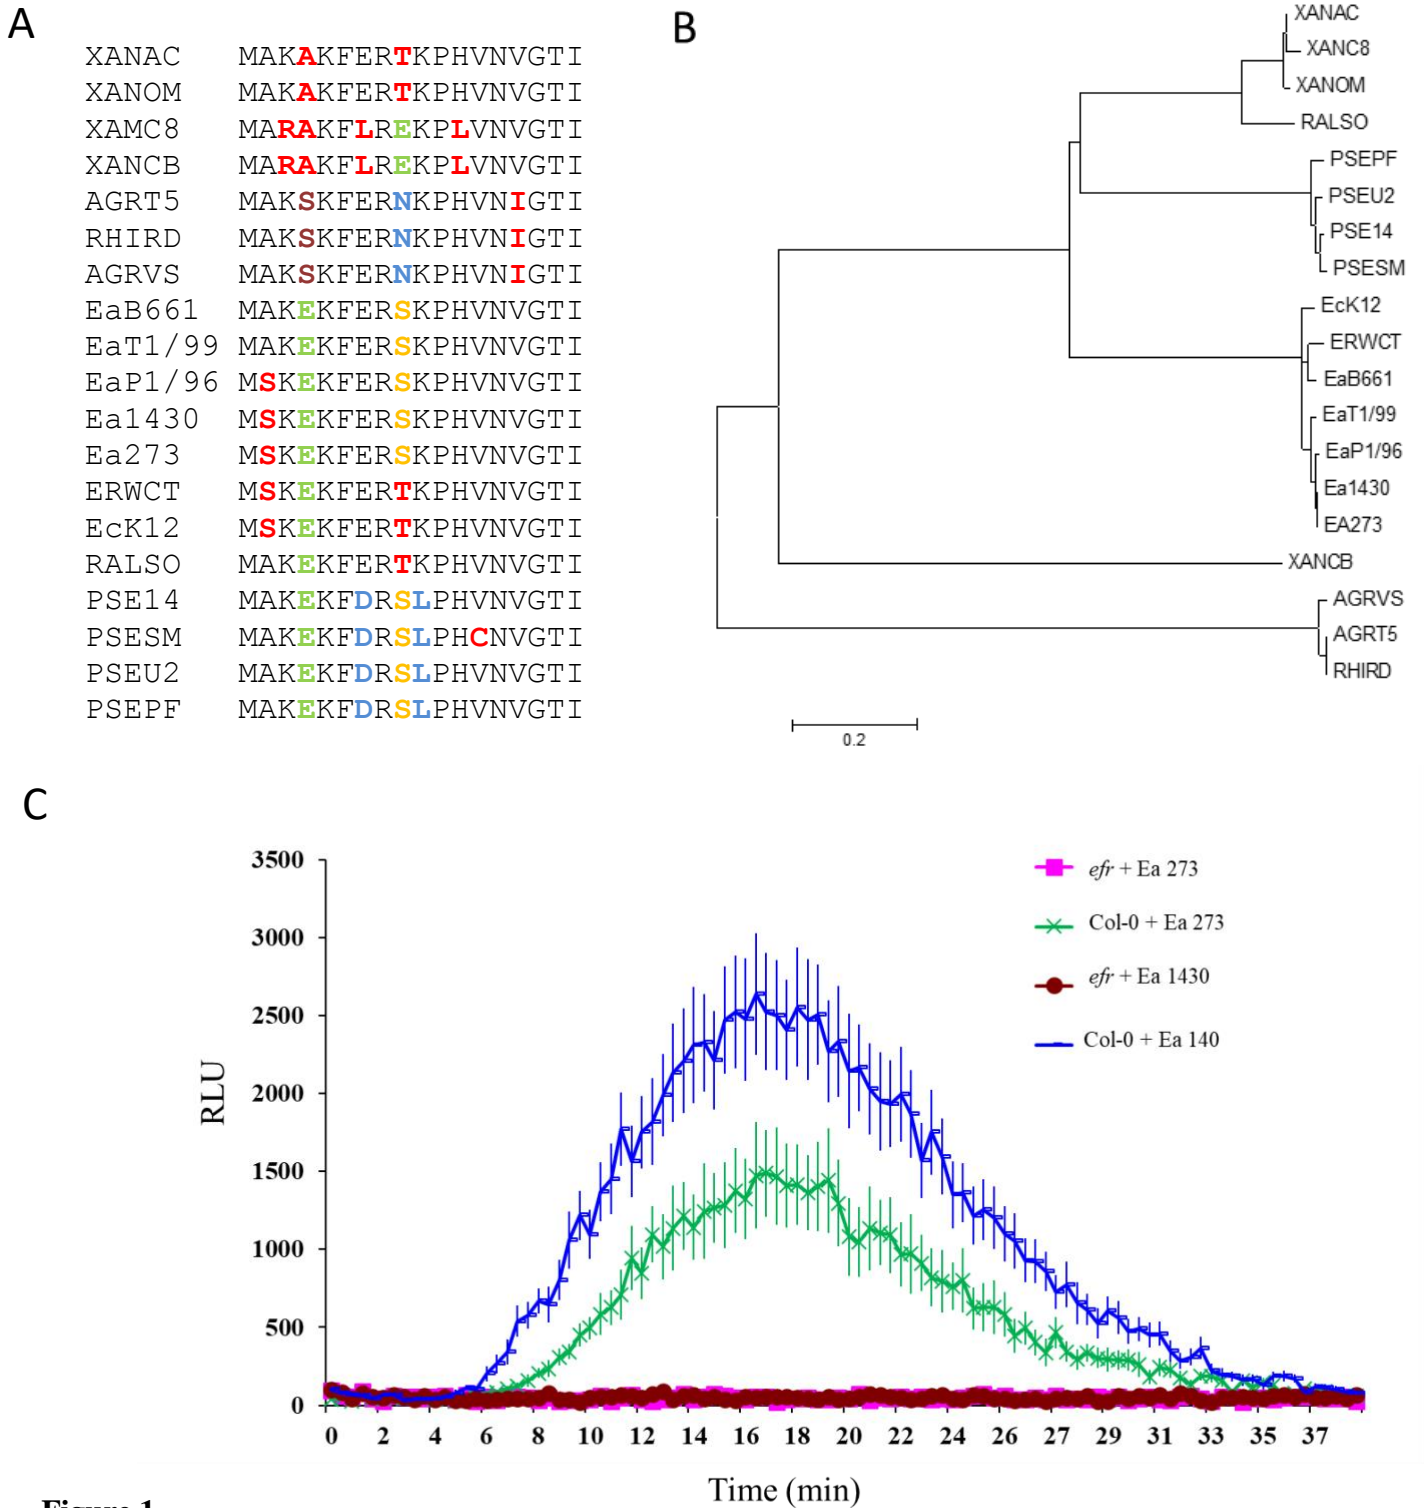 A
XANAC MAKAKFERTKPHVNVGTI
XANOM MAKAKFERTKPHVNVGTI
XAMC8 MARAKFLREKPLVNVGTI
XANCB MARAKFLREKPLVNVGTI
AGRT5 MAKSKFERNKPHVNIGTI
RHIRD MAKSKFERNKPHVNIGTI
AGRVS MAKSKFERNKPHVNIGTI
EaB661 MAKEKFERSKPHVNVGTI
EaT1/99 MAKEKFERSKPHVNVGTI
EaP1/96 MSKEKFERSKPHVNVGTI
Ea1430 MSKEKFERSKPHVNVGTI
Ea273 MSKEKFERSKPHVNVGTI
ERWCT MSKEKFERTKPHVNVGTI
EcK12 MSKEKFERTKPHVNVGTI
RALSO MAKEKFERTKPHVNVGTI
PSE14 MAKEKFDRSLPHVNVGTI
PSESM MAKEKFDRSLPHCNVGTI
PSEU2 MAKEKFDRSLPHVNVGTI
PSEPF MAKEKFDRSLPHVNVGTI
B
XANAC
XANC8
XANOM
RALSO
PSEPF
PSEU2
PSE14
PSESM
EcK12
ERWCT
EaB661
EaT1/99
EaP1/96
Ea1430
EA273
XANCB
AGRVS
AGRT5
RHIRD
0.2
C
3500
3000
2500
2000
1500
1000
500
0
RLU
efr + Ea 273
Col-0 + Ea 273
efr + Ea 1430
Col-0 + Ea 140
0 2 4 6 8 10 12 14 16 18 20 22 24 26 27 29 31 33 35 37
Time (min)
Figure 1